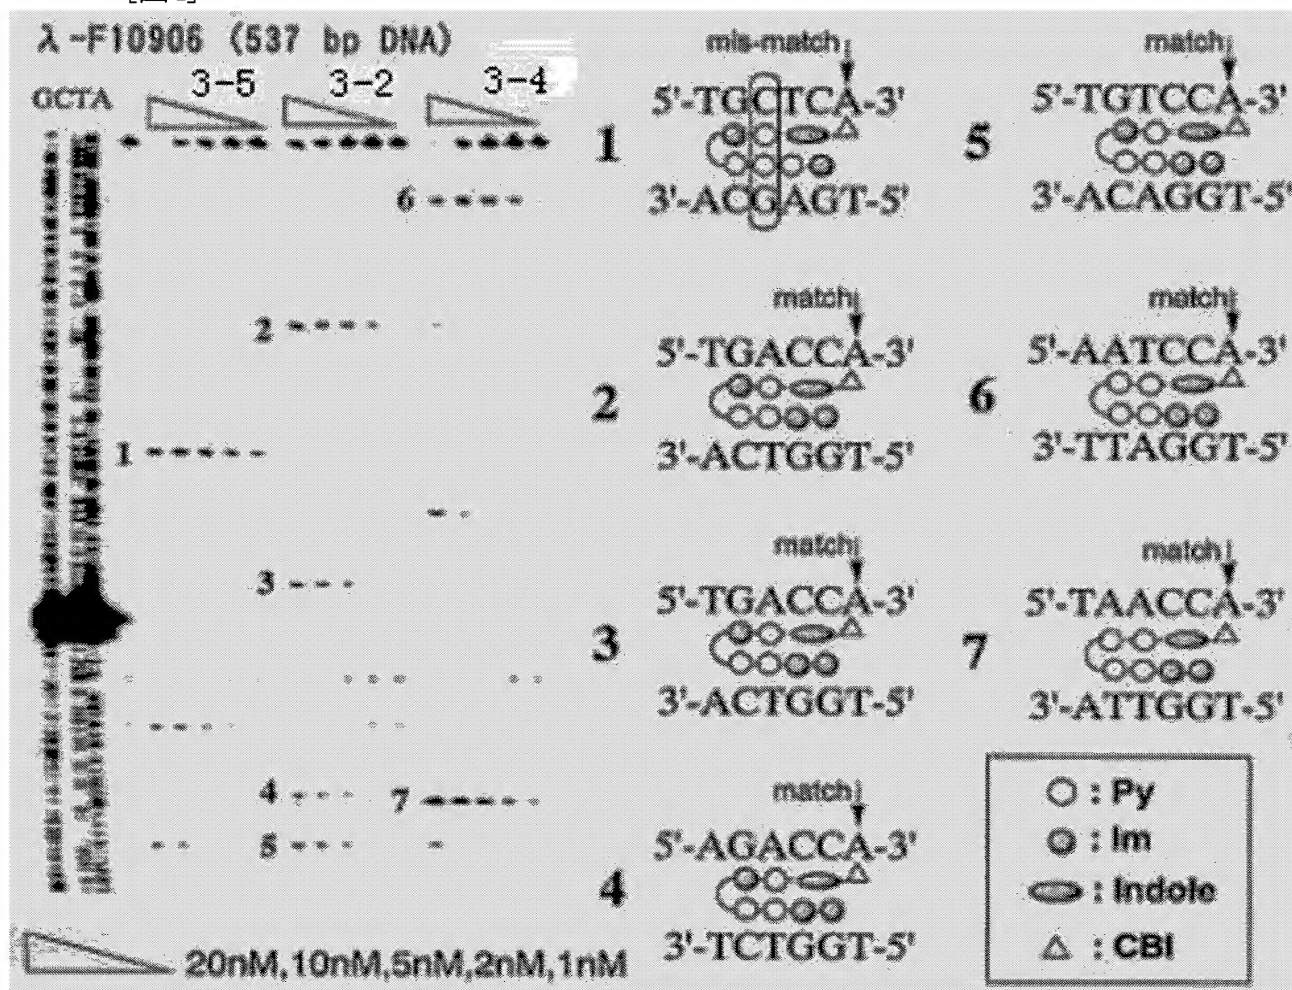 [図4]
λ-F10906 (537 bp DNA)
GCTA
3-5
3-2
3-4
6
2
1
3
4
7
5
20nM,10nM,5nM,2nM,1nM
1
mis-match
5'-TGCTCA-3'
3'-ACGAGT-5'
2
match
5'-TGACCA-3'
3'-ACTGGT-5'
3
match
5'-TGACCA-3'
3'-ACTGGT-5'
4
match
5'-AGACCA-3'
3'-TCTGGT-5'
5
match
5'-TGTCCA-3'
3'-ACAGGT-5'
6
match
5'-AATCCA-3'
3'-TTAGGT-5'
7
match
5'-TAACCA-3'
3'-ATTGGT-5'
: Py
: Im
: Indole
: CBI